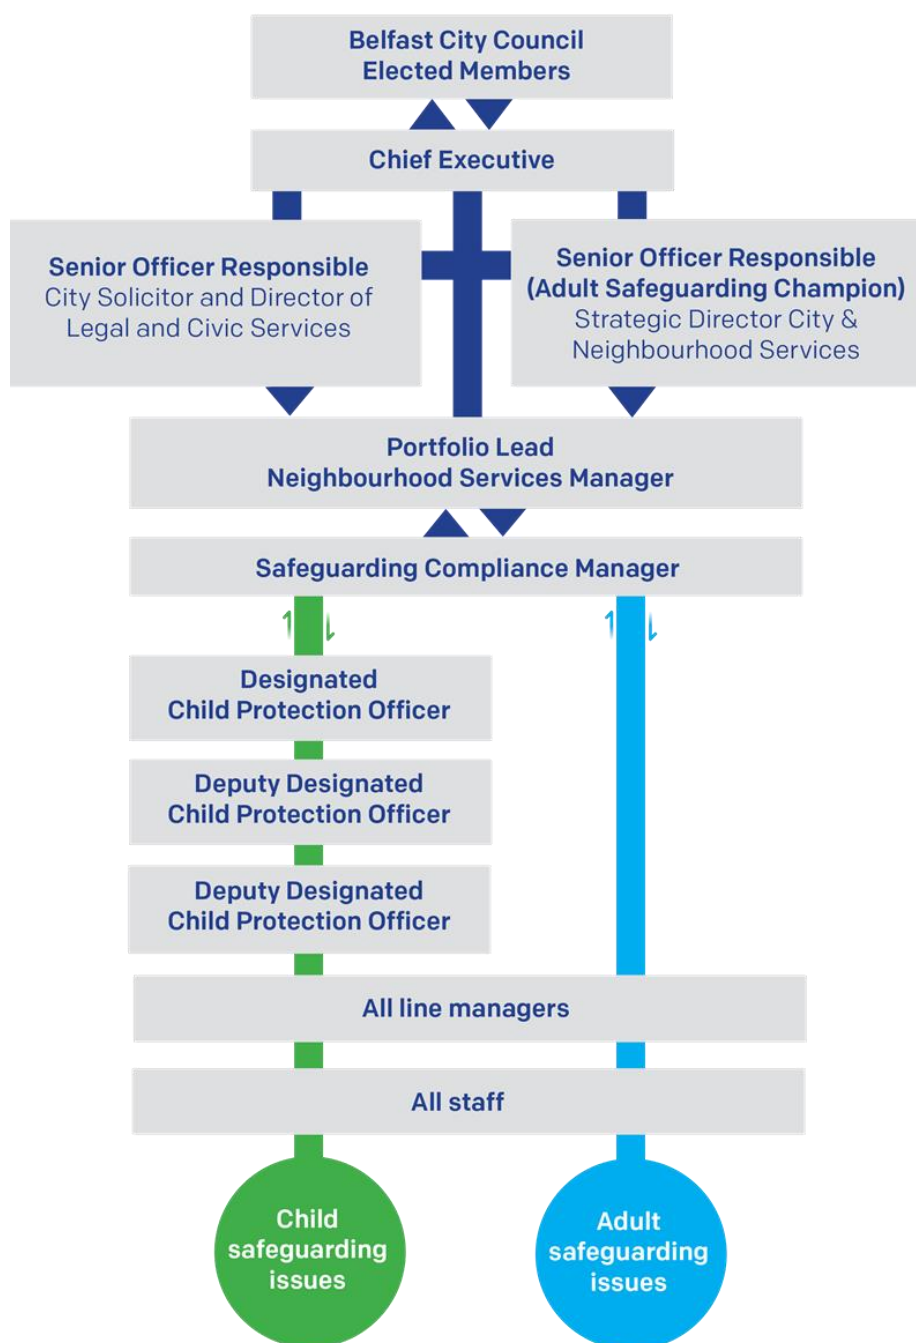 Belfast City Council
Elected Members
Chief Executive
Senior Officer Responsible
City Solicitor and Director of
Legal and Civic Services
Senior Officer Responsible
(Adult Safeguarding Champion)
Strategic Director City &
Neighbourhood Services
Portfolio Lead
Neighbourhood Services Manager
Safeguarding Compliance Manager
Designated
Child Protection Officer
Deputy Designated
Child Protection Officer
Deputy Designated
Child Protection Officer
All line managers
All staff
Child
safeguarding
issues
Adult
safeguarding
issues